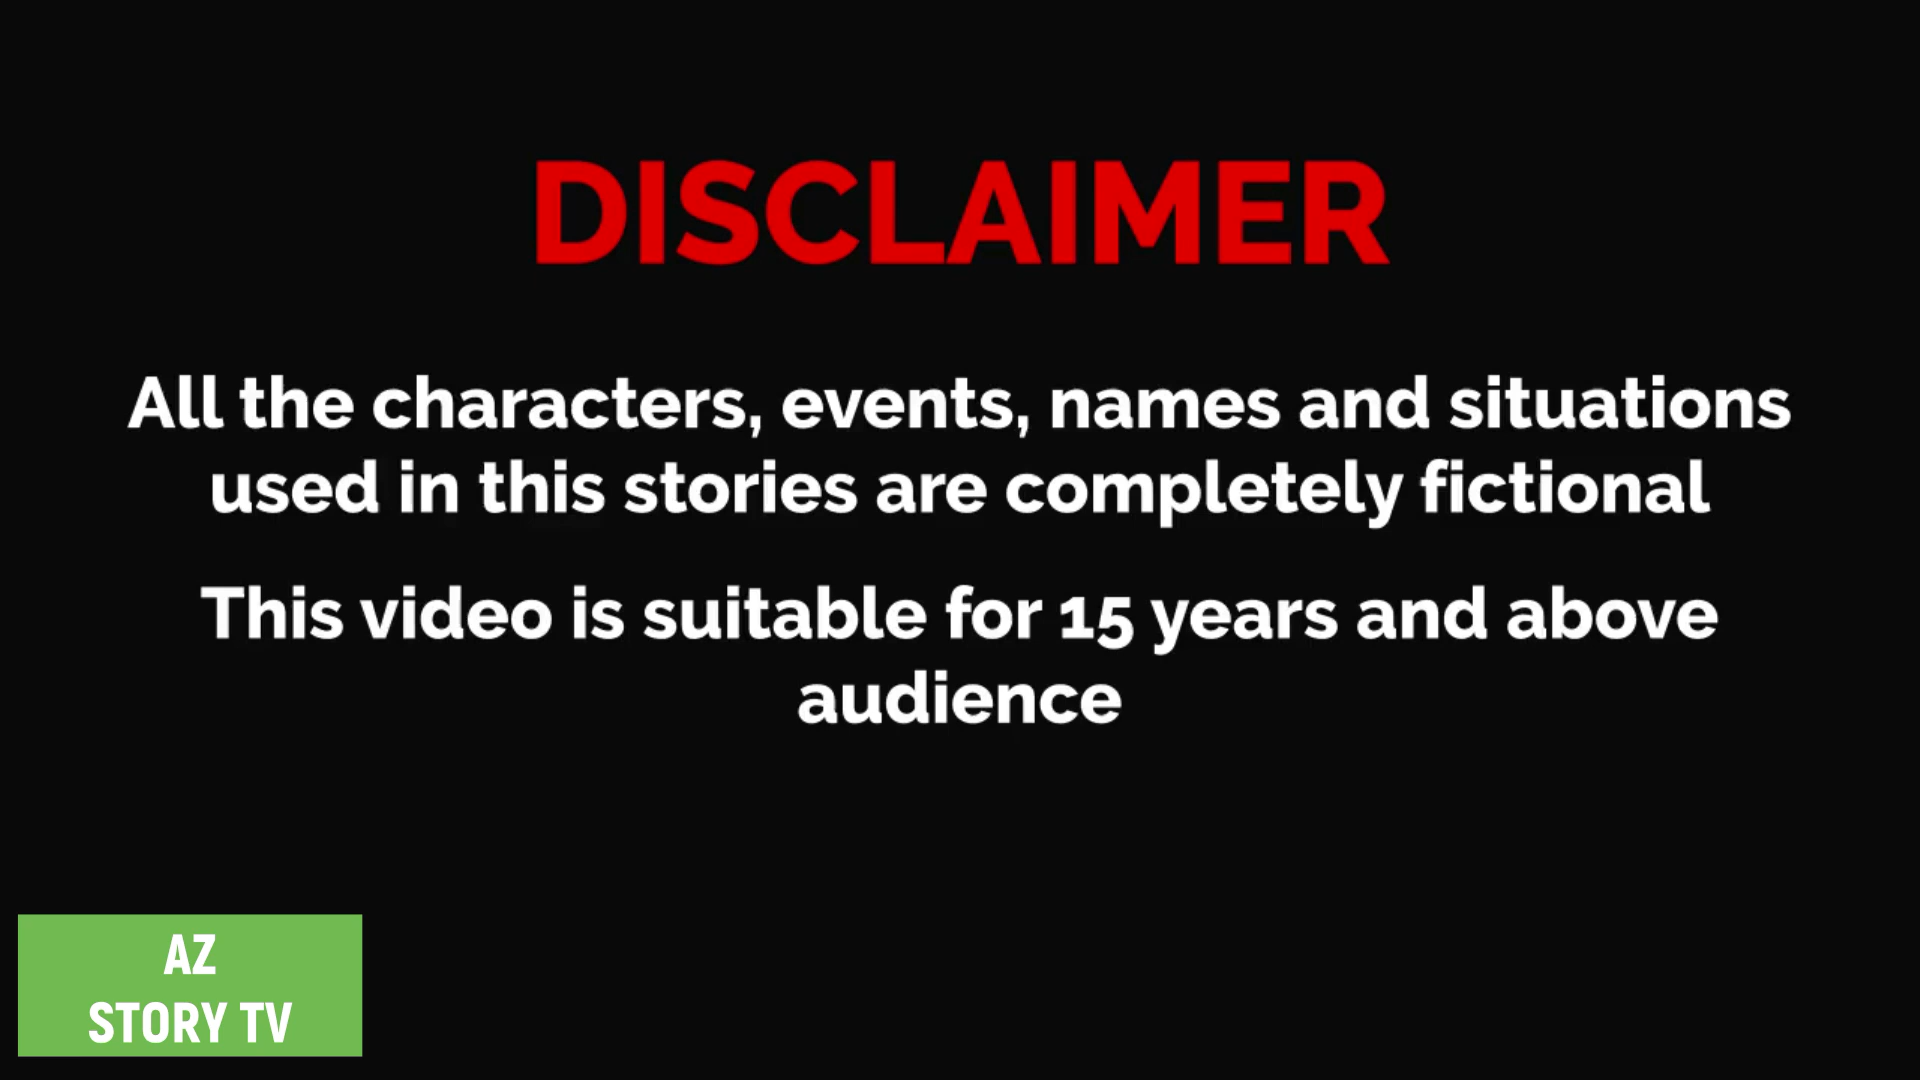 DISCLAIMER
All the characters, events, names and situations
used in this stories are completely fictional
This video is suitable for 15 years and above
audience
AZ
STORY TV